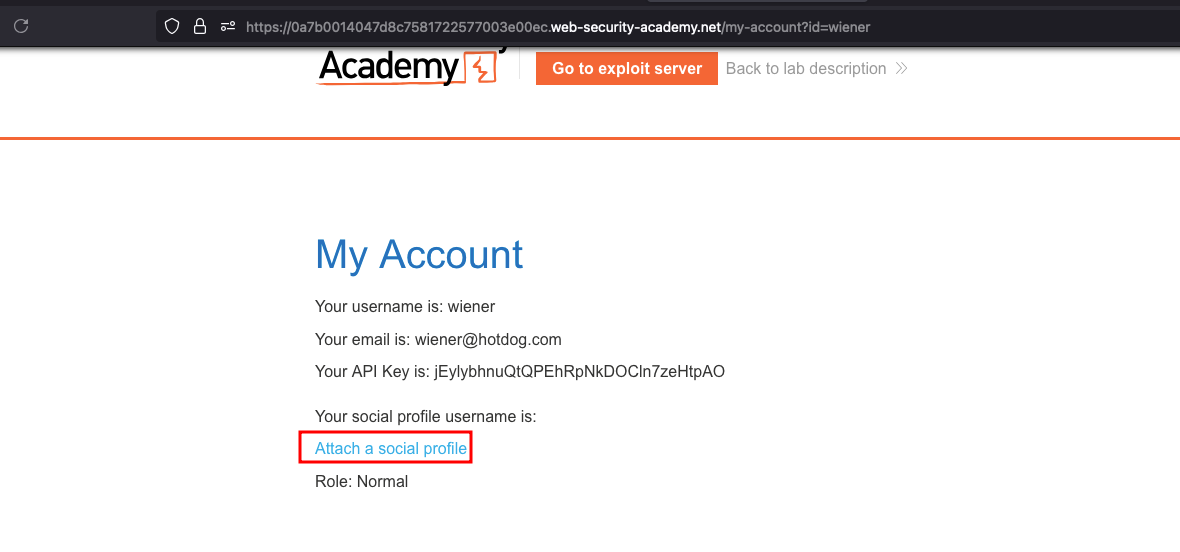 https://0a7b0014047d8c7581722577003e00ec.web-security-academy.net/my-account?id=wiener
Academy
Go to exploit server
Back to lab description
My Account
Your username is: wiener
Your email is: wiener@hotdog.com
Your API Key is: jEylybhnuQtQPEhRpNkDOCln7zeHtpAO
Your social profile username is:
Attach a social profile
Role: Normal